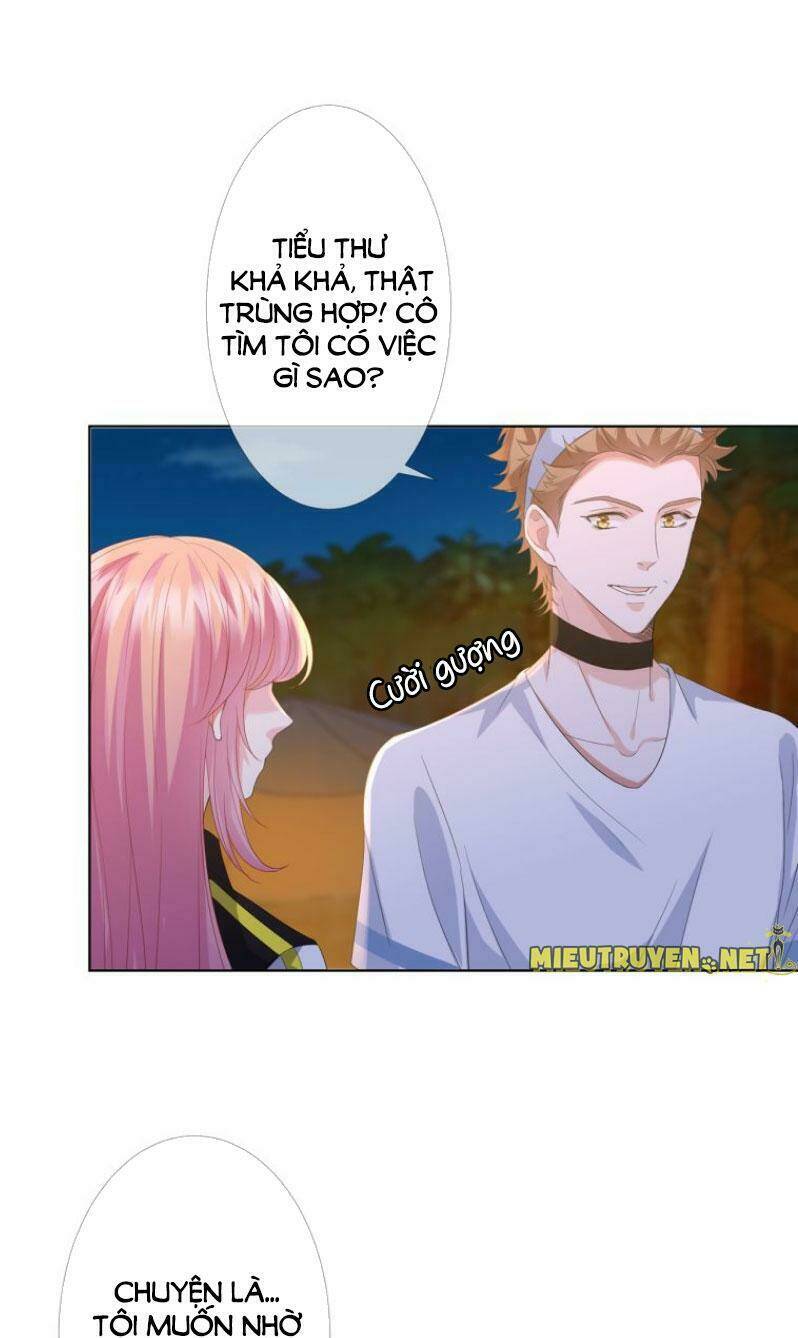 TIỂU THƯ
KHẢ KHẢ, THẬT
TRÙNG HỢP! CÔ
TÌM TÔI CÓ VIỆC
GÌ SAO?
Cười gượng
MIEUTRUYEN.NET
CHUYỆN LÀ...
TÔI MUỐN NHỜ